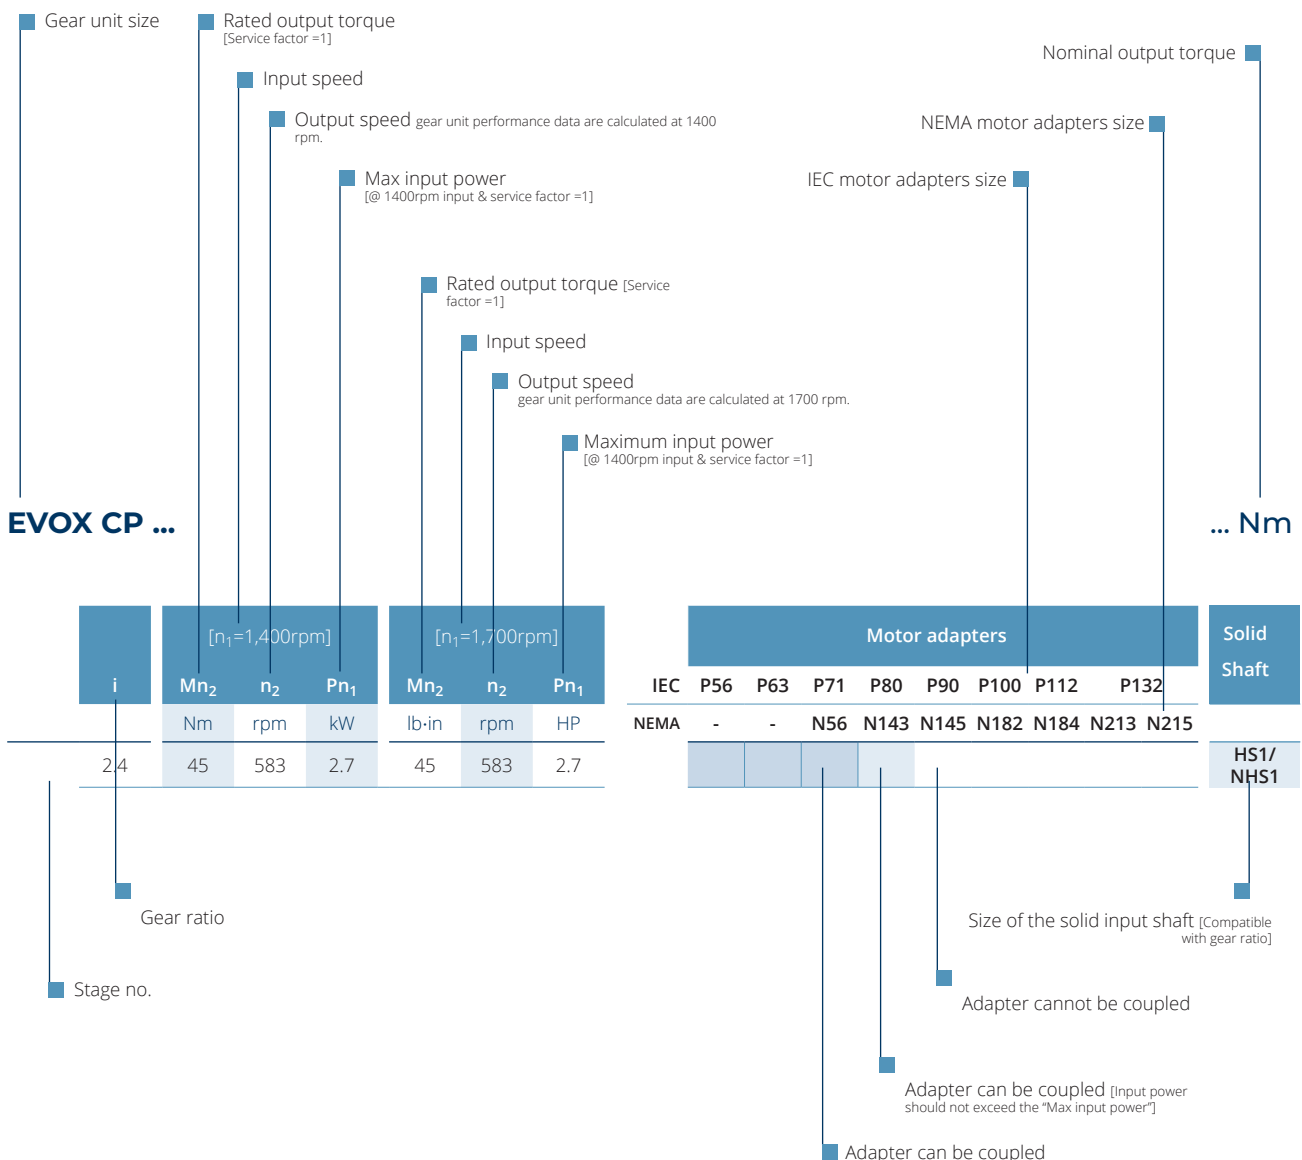 Gear unit size
Rated output torque
[Service factor =1]
Nominal output torque
Input speed
Output speed gear unit performance data are calculated at 1400
rpm.
NEMA motor adapters size
Max input power
[@ 1400rpm input & service factor =1]
IEC motor adapters size
Rated output torque [Service
factor =1]
Input speed
Output speed
gear unit performance data are calculated at 1700 rpm.
Maximum input power
[@ 1400rpm input & service factor =1]
EVOX CP ...
... Nm
[n₁=1,400rpm] [n₁=1,700rpm] Motor adapters Solid
Shaft
i Mn₂ n₂ Pn₁ Mn₂ n₂ Pn₁ IEC P56 P63 P71 P80 P90 P100 P112 P132
Nm rpm kW lb·in rpm HP NEMA - - N56 N143 N145 N182 N184 N213 N215
2.4 45 583 2.7 45 583 2.7 HS1/
NHS1
Gear ratio
Size of the solid input shaft [Compatible
with gear ratio]
Stage no.
Adapter cannot be coupled
Adapter can be coupled [Input power
should not exceed the “Max input power”]
Adapter can be coupled